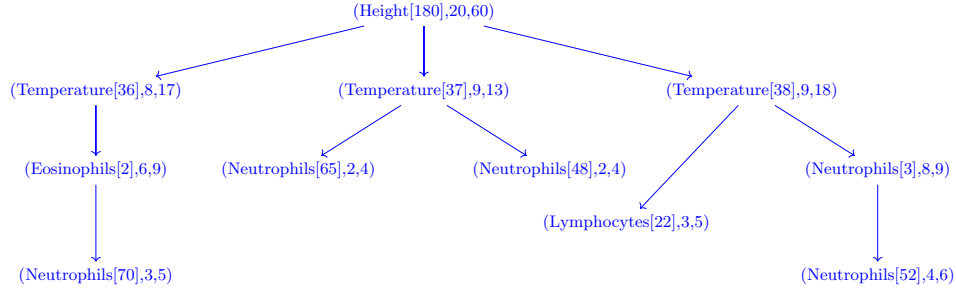 (Height[180],20,60)
(Temperature[36],8,17)
(Temperature[37],9,13)
(Temperature[38],9,18)
(Eosinophils[2],6,9)
(Neutrophils[65],2,4)
(Neutrophils[48],2,4)
(Neutrophils[3],8,9)
(Lymphocytes[22],3,5)
(Neutrophils[70],3,5)
(Neutrophils[52],4,6)